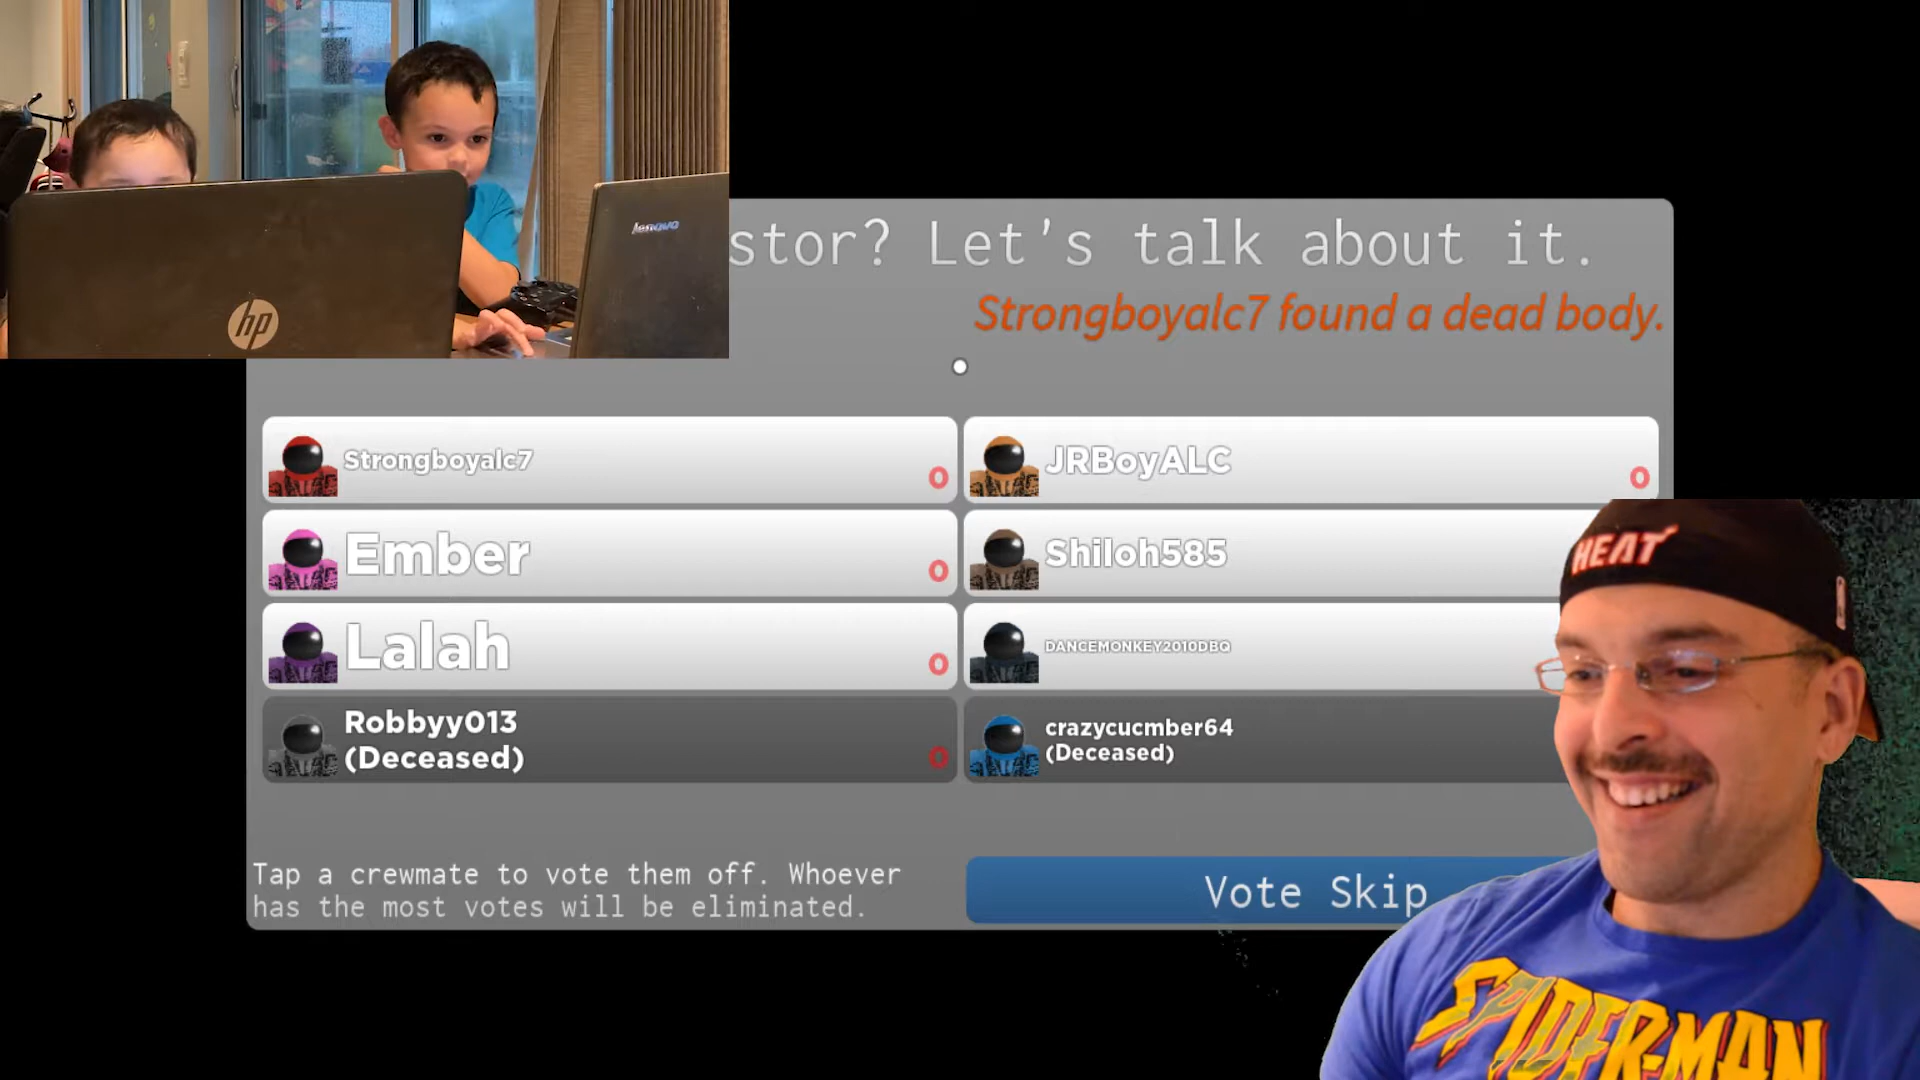 lenovo
hp
stor? Let's talk about it.
Strongboyalc7 found a dead body.
Strongboyalc7
0
JRBoyALC
0
Ember
0
Shiloh585
Lalah
0
DANCEMONKEY2010DBQ
Robbyy013
(Deceased)
0
crazycucmber64
(Deceased)
Tap a crewmate to vote them off. Whoever
has the most votes will be eliminated.
Vote Skip
HEAT
SPIDER-MAN